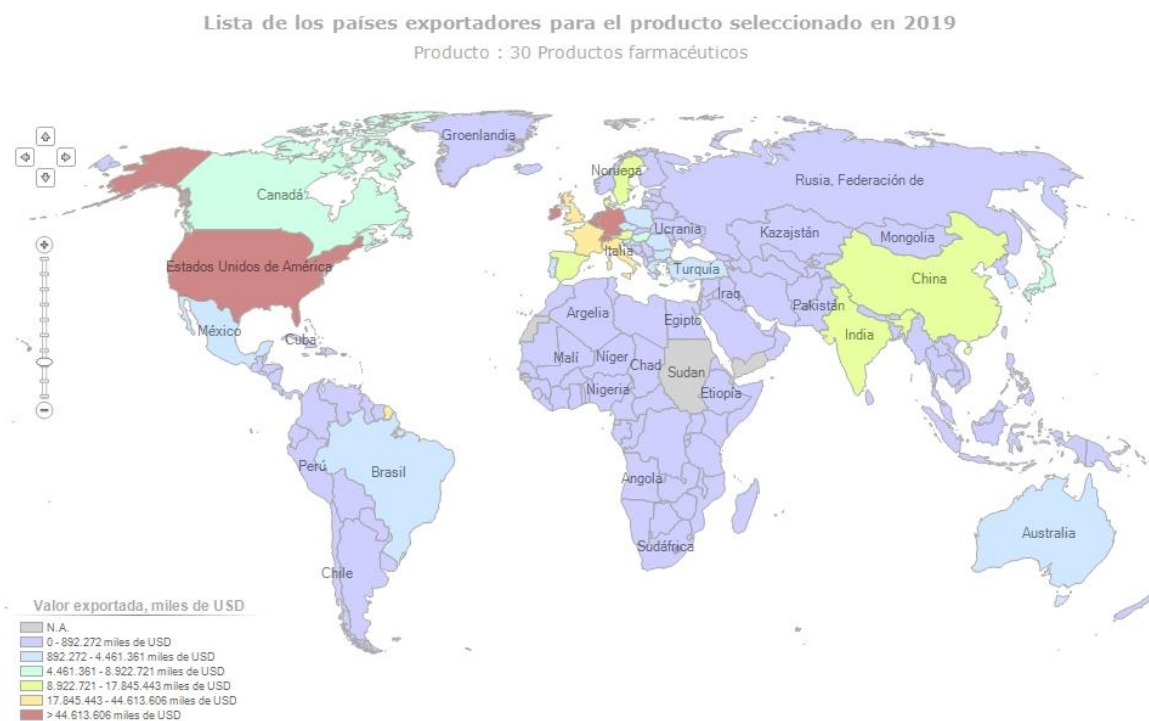 Lista de los países exportadores para el producto seleccionado en 2019
Producto : 30 Productos farmacéuticos
Groenlandia
Noruega
Rusia, Federación de
Canadá
Ucrania
Kazajstán
Mongolia
Italia
Estados Unidos de América
Turquía
China
Iraq
Pakistán
Argelia
Egipto
México
Cuba
India
Malí
Níger
Chad
Sudan
Nigeria
Etiopía
Perú
Brasil
Angola
Australia
Sudáfrica
Chile
Valor exportada, miles de USD
N.A.
0 - 892.272 miles de USD
892.272 - 4.461.361 miles de USD
4.461.361 - 8.922.721 miles de USD
8.922.721 - 17.845.443 miles de USD
17.845.443 - 44.613.606 miles de USD
> 44.613.606 miles de USD